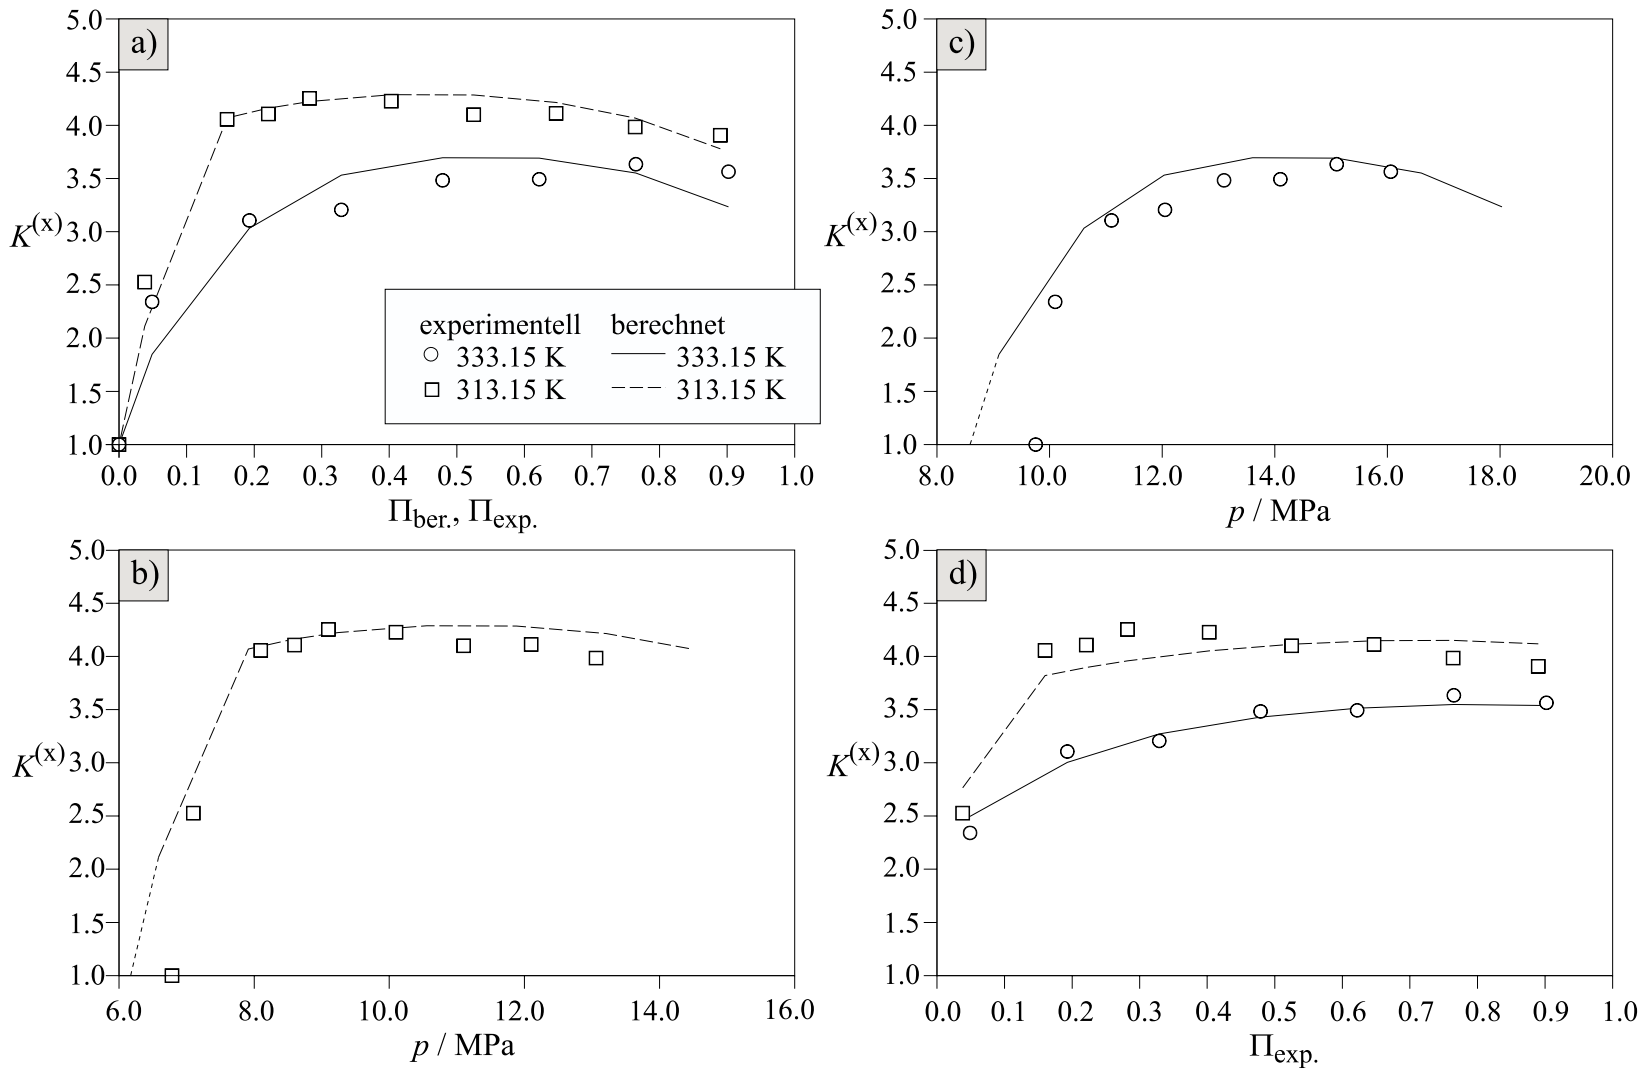 a)
5.0
4.5
4.0
3.5
3.0
2.5
2.0
1.5
1.0
K(x)
0.0 0.1 0.2 0.3 0.4 0.5 0.6 0.7 0.8 0.9 1.0
Πber., Πexp.
experimentell berechnet
333.15 K 333.15 K
313.15 K 313.15 K
c)
5.0
4.5
4.0
3.5
3.0
2.5
2.0
1.5
1.0
K(x)
8.0 10.0 12.0 14.0 16.0 18.0 20.0
p / MPa
b)
5.0
4.5
4.0
3.5
3.0
2.5
2.0
1.5
1.0
K(x)
6.0 8.0 10.0 12.0 14.0 16.0
p / MPa
d)
5.0
4.5
4.0
3.5
3.0
2.5
2.0
1.5
1.0
K(x)
0.0 0.1 0.2 0.3 0.4 0.5 0.6 0.7 0.8 0.9 1.0
Πexp.